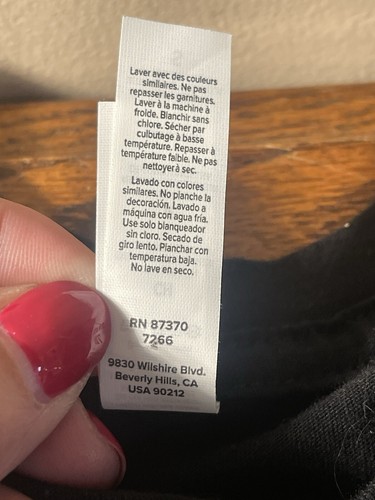 Laver avec des couleurs
similaires. Ne pas
repasser les garnitures.
Laver à la machine à
froide. Blanchir sans
chlore. Sécher par
culbutage à basse
température. Repasser à
température faible. Ne pas
nettoyer à sec.
Lavado con colores
similares. No planche la
decoración. Lavado a
máquina con agua fria.
Use solo blanqueador
sin cloro. Secado de
giro lento. Planchar con
temperatura baja.
No lave en seco.
RN 87370
7266
9830 Wilshire Blvd.
Beverly Hills, CA
USA 90212